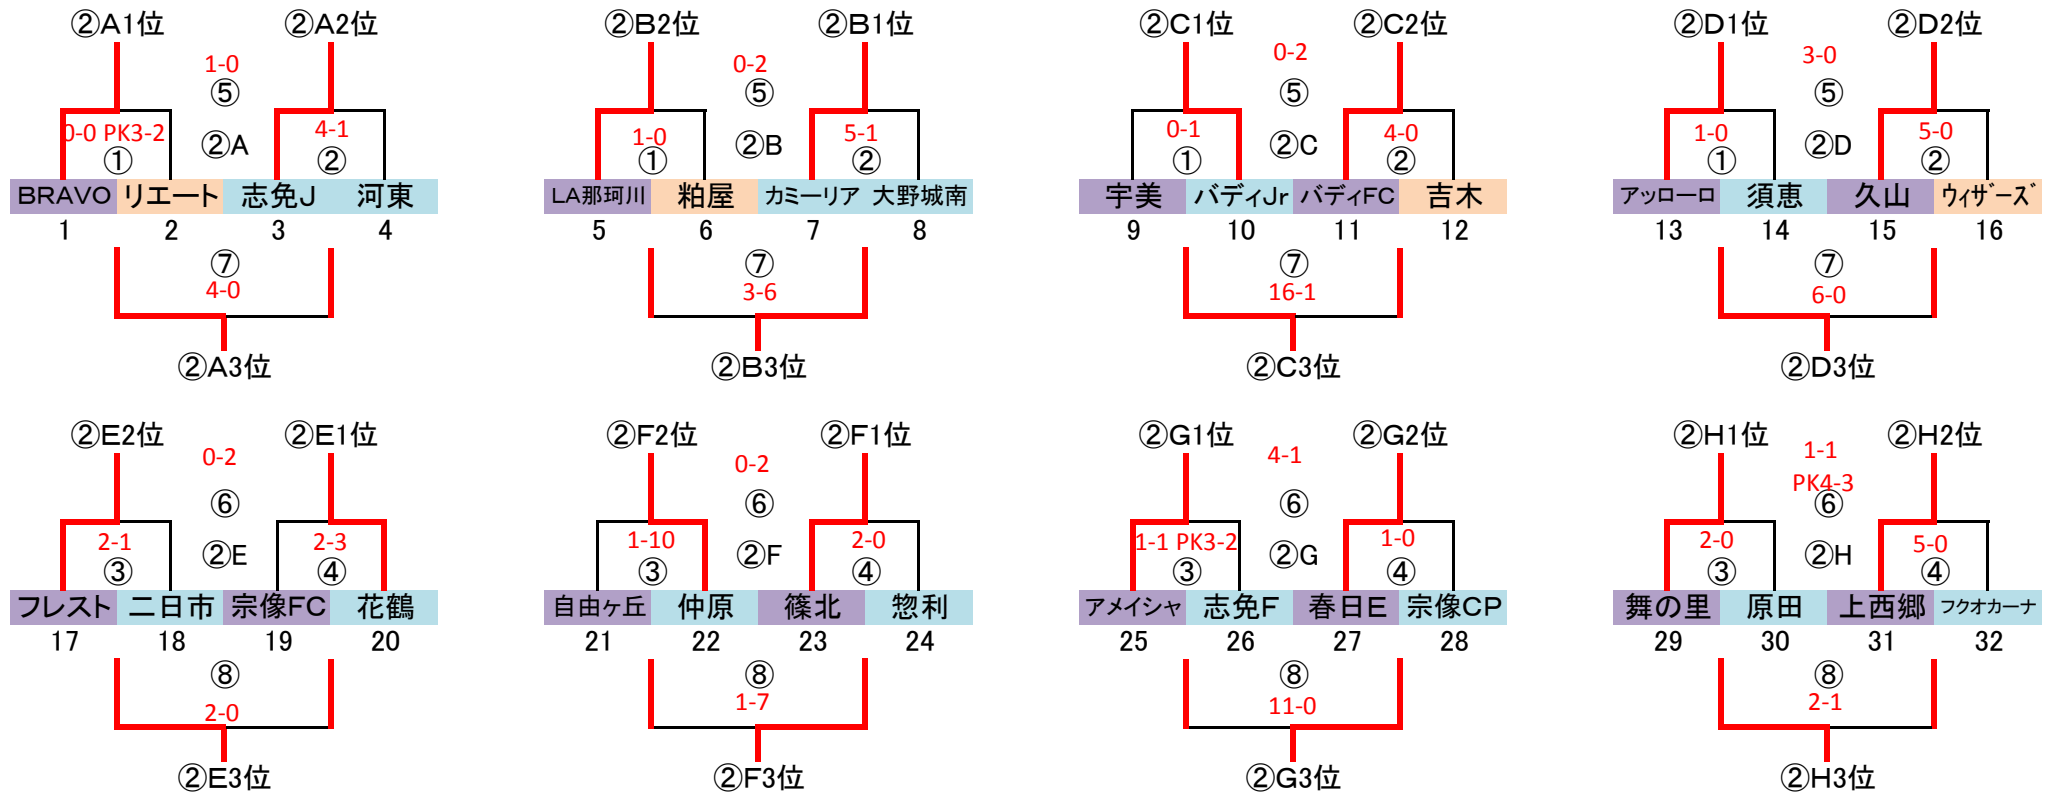 ②A1位 ②A2位 ②B2位 ②B1位 ②C1位 ②C2位 ②D1位 ②D2位
1-0 0-2 0-2 3-0
⑤ ⑤ ⑤ ⑤
0-0 PK3-2 ②A 4-1 1-0 ②B 5-1 0-1 ②C 4-0 1-0 ②D 5-0
① ② ① ② ① ② ① ②
BRAVO リエート 志免J 河東 LA那珂川 粕屋 カミーリア 大野城南 宇美 バディJr バディFC 吉木 アッローロ 須恵 久山 ウィザーズ
1 2 3 4 5 6 7 8 9 10 11 12 13 14 15 16
⑦ ⑦ ⑦ ⑦
4-0 3-6 16-1 6-0
②A3位 ②B3位 ②C3位 ②D3位
②E2位 ②E1位 ②F2位 ②F1位 ②G1位 ②G2位 ②H1位 ②H2位
0-2 0-2 4-1 1-1
PK4-3
⑥ ⑥ ⑥ ⑥
2-1 ②E 2-3 1-10 ②F 2-0 1-1 PK3-2 ②G 1-0 2-0 ②H 5-0
③ ④ ③ ④ ③ ④ ③ ④
フレスト 二日市 宗像FC 花鶴 自由ヶ丘 仲原 篠北 惣利 アメイシャ 志免F 春日E 宗像CP 舞の里 原田 上西郷 フクオカーナ
17 18 19 20 21 22 23 24 25 26 27 28 29 30 31 32
⑧ ⑧ ⑧ ⑧
2-0 1-7 11-0 2-1
②E3位 ②F3位 ②G3位 ②H3位